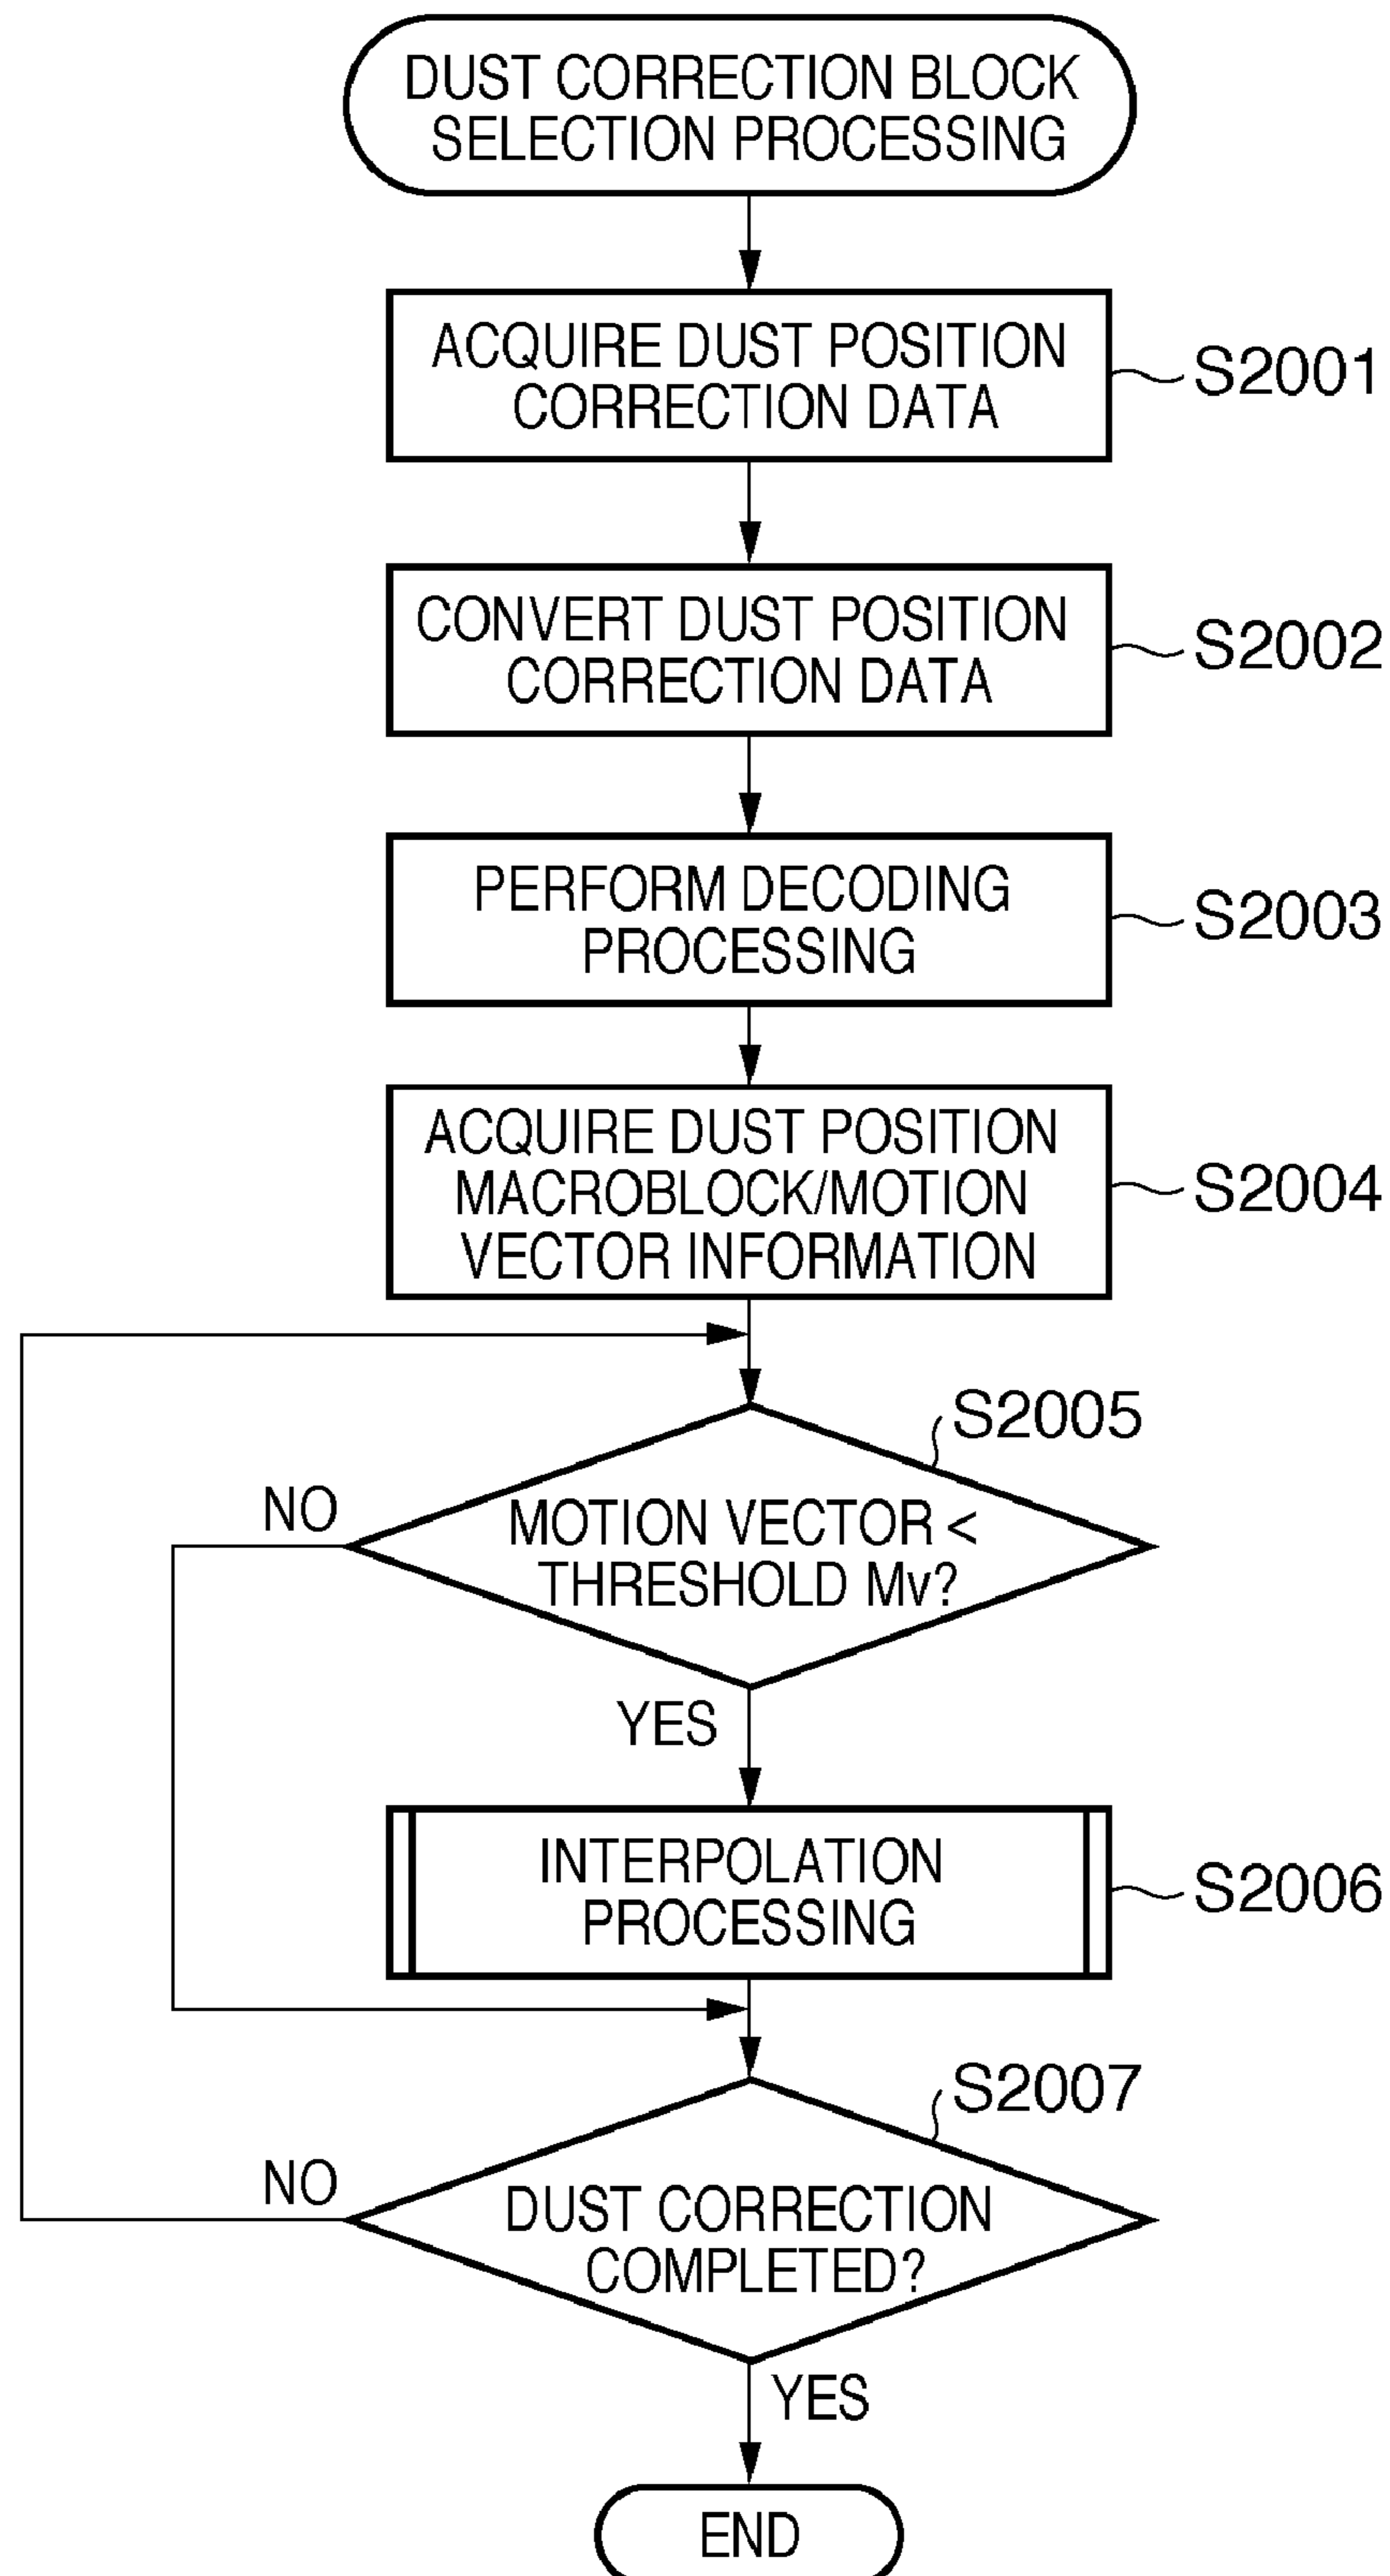 DUST CORRECTION BLOCK
SELECTION PROCESSING
ACQUIRE DUST POSITION
CORRECTION DATA
S2001
CONVERT DUST POSITION
CORRECTION DATA
S2002
PERFORM DECODING
PROCESSING
S2003
ACQUIRE DUST POSITION
MACROBLOCK/MOTION
VECTOR INFORMATION
S2004
S2005
NO
MOTION VECTOR <
THRESHOLD Mv?
YES
INTERPOLATION
PROCESSING
S2006
S2007
NO
DUST CORRECTION
COMPLETED?
YES
END